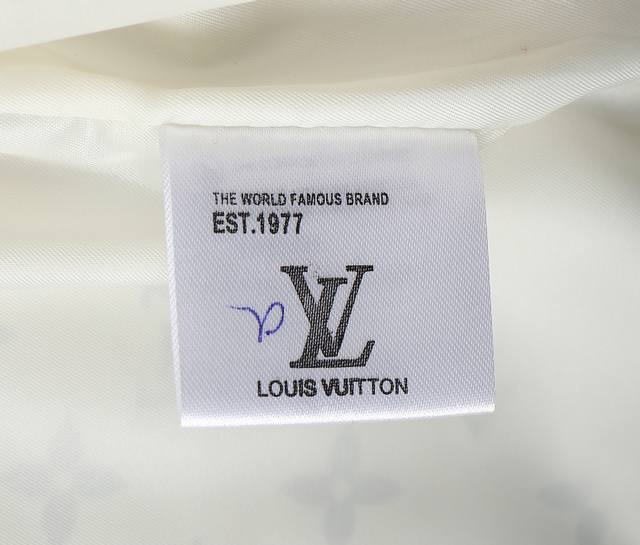 THE WORLD FAMOUS BRAND
EST.1977
LV
LOUIS VUITTON